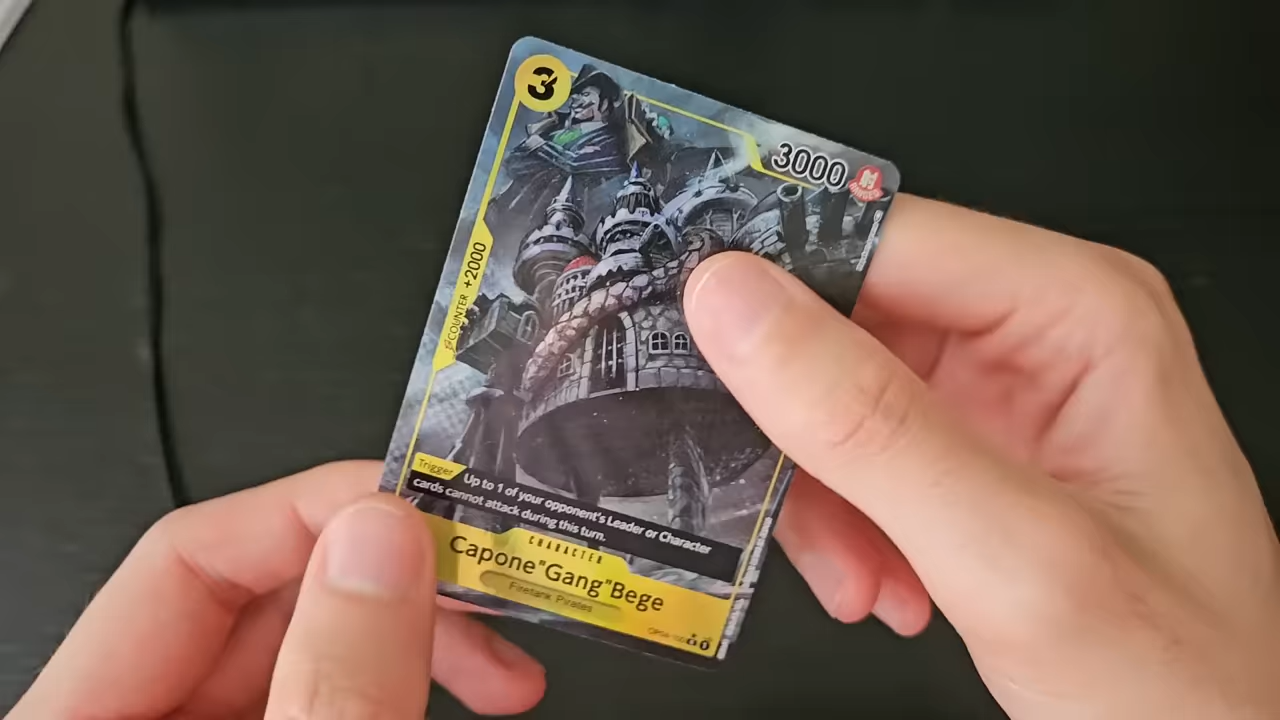 3
3000
RANGED
COUNTER +2000
Trigger Up to 1 of your opponent's Leader or Character
cards cannot attack during this turn.
CHARACTER
Capone"Gang"Bege
Firetank Pirates